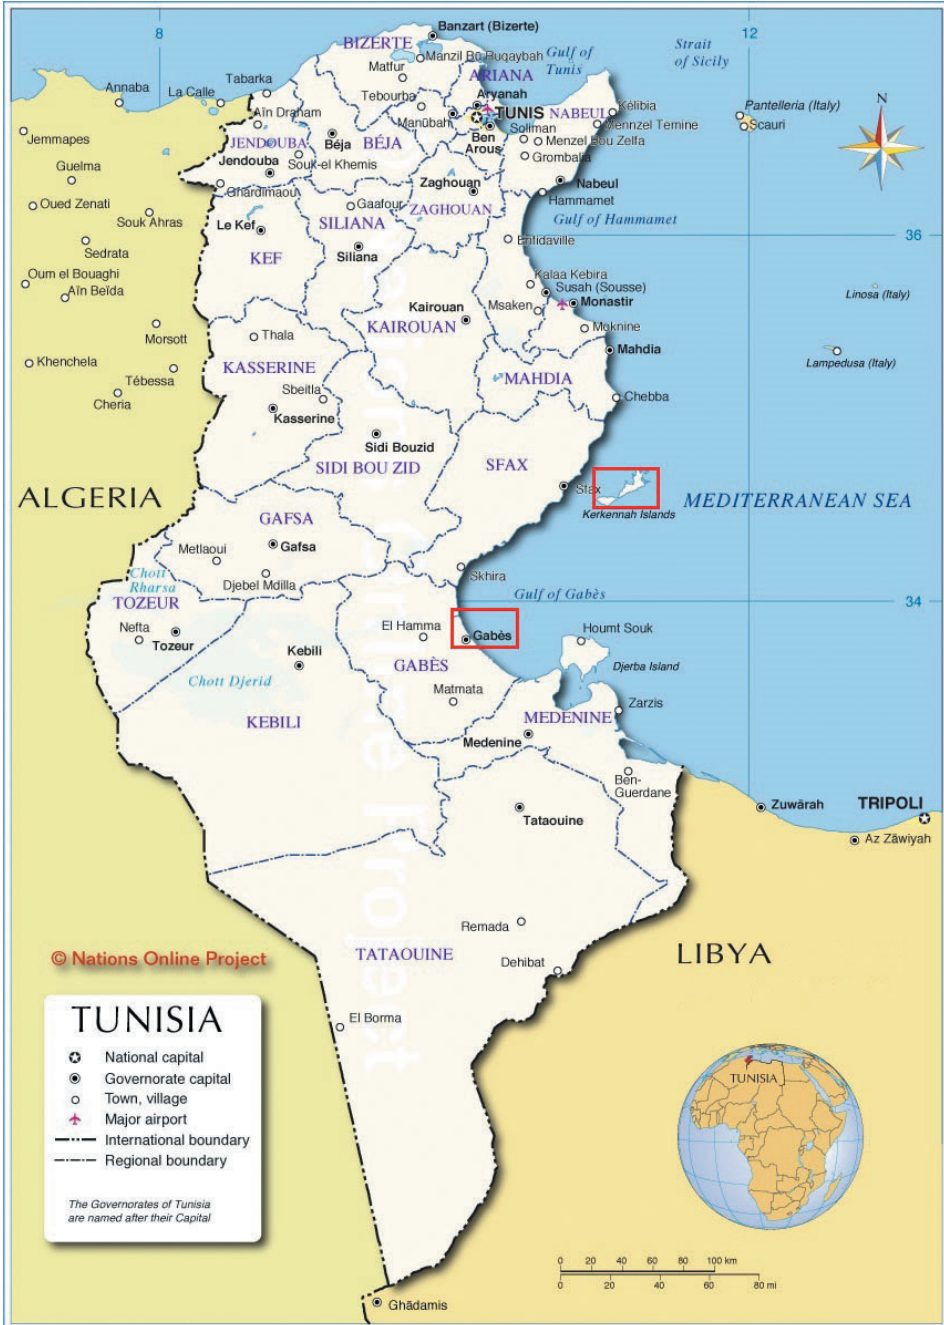 8
12
Banzart (Bizerte)
BIZERTE
Manzil Bū Ruqaybah
Gulf of
Tunis
Strait
of Sicily
Matfur
ARIANA
Annaba
La Calle
Tabarka
Tebourba
Aryanah
TUNIS
NABEUL
Kélibia
Mennzel Temine
Pantelleria (Italy)
Scauri
N
Aïn Draham
Manūbah
Ben
Arous
Soliman
Menzel Bou Zelfa
Grombalia
Jemmapes
JENDOUBA
Béja
BÉJA
Jendouba
Souk-el Khemis
Guelma
Ghardimaou
Zaghouan
Nabeul
Hammamet
Oued Zenati
Souk Ahras
Gaafour
ZAGHOUAN
Gulf of Hammamet
Le Kef
SILIANA
Enfidaville
36
Sedrata
KEF
Siliana
Oum el Bouaghi
Aïn Beïda
Kalaa Kebira
Susah (Sousse)
Linosa (Italy)
Kairouan
Msaken
Monastir
KAIROUAN
Morsott
Thala
Moknine
Khenchela
KASSERINE
Mahdia
Lampedusa (Italy)
Tébessa
MAHDIA
Cheria
Sbeitla
Kasserine
Chebba
Sidi Bouzid
SIDI BOU ZID
SFAX
ALGERIA
Sfax
MEDITERRANEAN SEA
Kerkennah Islands
GAFSA
Metlaoui
Gafsa
Chott
Rharsa
Djebel Mdilla
Skhira
TOZEUR
Gulf of Gabès
34
Nefta
Tozeur
El Hamma
Gabès
Houmt Souk
Kebili
GABÈS
Djerba Island
Chott Djerid
Matmata
KEBILI
MEDENINE
Zarzis
Medenine
Ben-
Guerdane
Tataouine
Zuwārah
TRIPOLI
Az Zāwiyah
Remada
TATAOUINE
LIBYA
Dehibat
© Nations Online Project
El Borma
Nations Online Project
TUNISIA
National capital
Governorate capital
Town, village
Major airport
International boundary
Regional boundary
The Governorates of Tunisia
are named after their Capital
TUNISIA
0 20 40 60 80 100 km
0 20 40 60 80 mi
Ghādamis